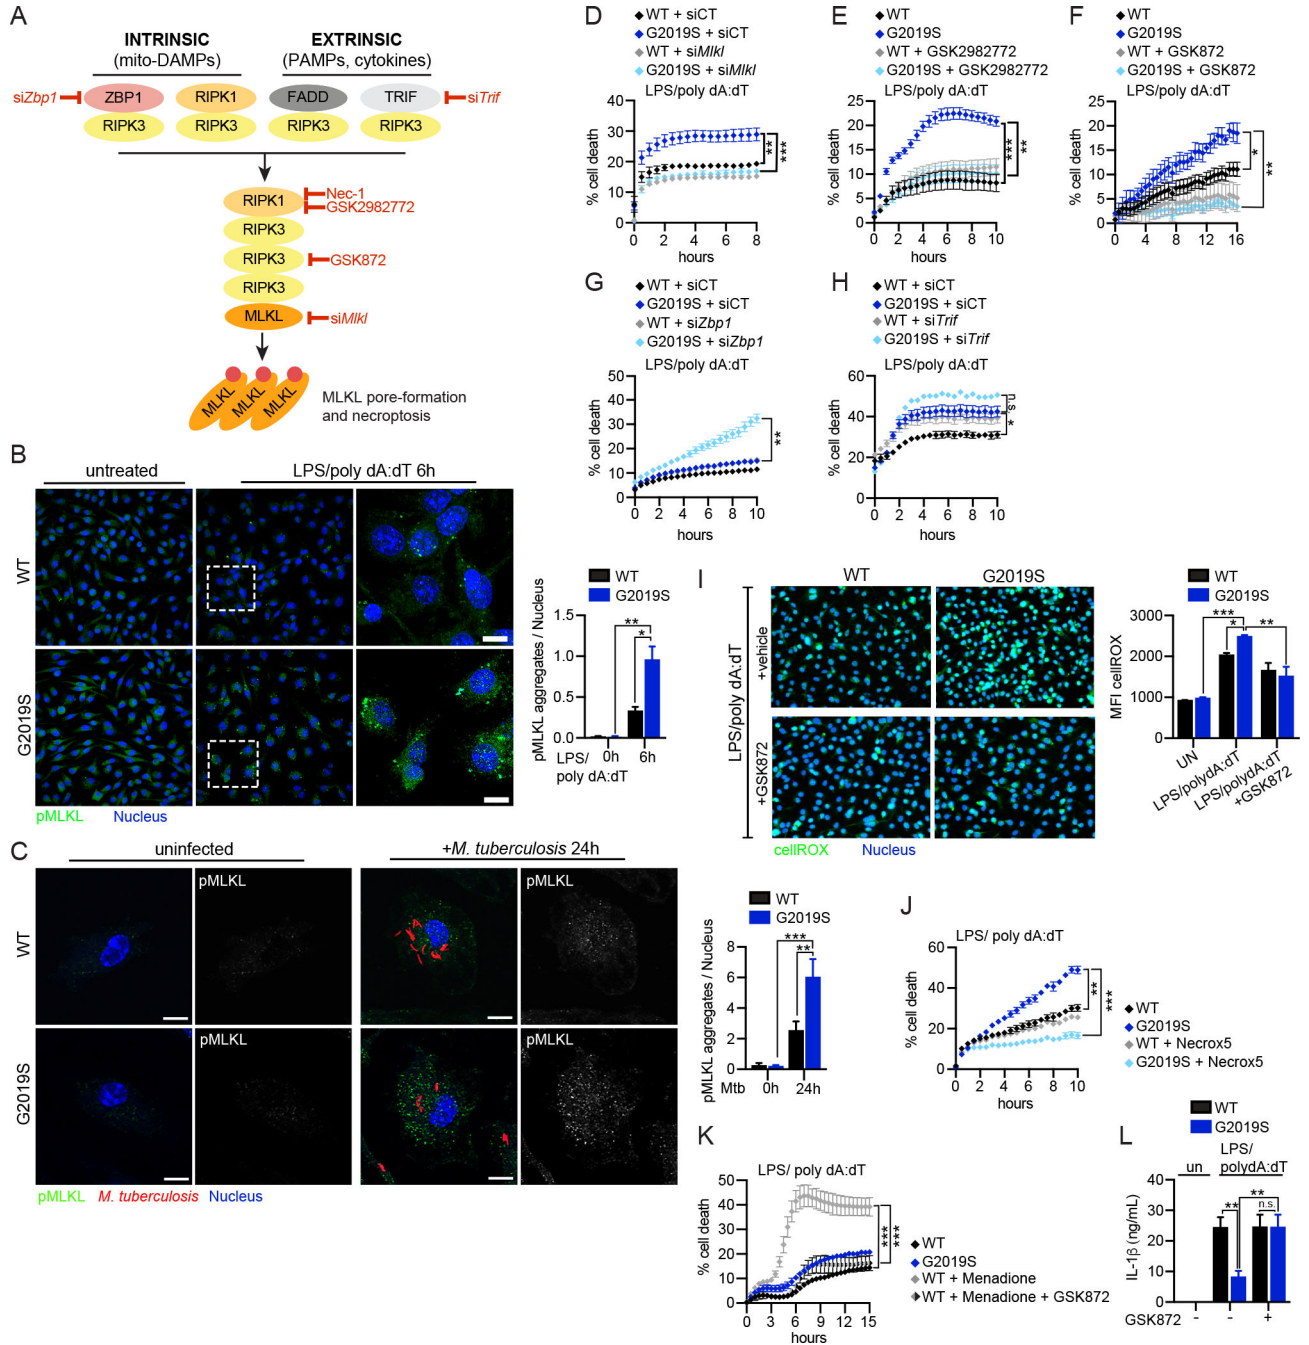 A
INTRINSIC
(mito-DAMPs)
EXTRINSIC
(PAMPs, cytokines)
siZbp1
ZBP1
RIPK1
FADD
TRIF
siTrif
RIPK3
RIPK3
RIPK3
RIPK3
RIPK1
Nec-1
GSK2982772
RIPK3
RIPK3
GSK872
RIPK3
MLKL
siMlkl
MLKL
MLKL
MLKL
MLKL pore-formation
and necroptosis
B
untreated
LPS/poly dA:dT 6h
WT
G2019S
pMLKL
Nucleus
WT
G2019S
pMLKL aggregates / Nucleus
1.5
1.0
0.5
0.0
**
*
LPS/
poly dA:dT
0h
6h
C
uninfected
+M. tuberculosis 24h
WT
G2019S
pMLKL
pMLKL
pMLKL
pMLKL
pMLKL
M. tuberculosis
Nucleus
WT
G2019S
pMLKL aggregates / Nucleus
8
6
4
2
0
***
**
Mtb
0h
24h
D
WT + siCT
G2019S + siCT
WT + siMlkl
G2019S + siMlkl
LPS/poly dA:dT
% cell death
40
30
20
10
0
0
2
4
6
8
hours
**
***
E
WT
G2019S
WT + GSK2982772
G2019S + GSK2982772
LPS/poly dA:dT
% cell death
25
20
15
10
5
0
0
2
4
6
8
10
hours
***
**
F
WT
G2019S
WT + GSK872
G2019S + GSK872
LPS/poly dA:dT
% cell death
25
20
15
10
5
0
0
4
8
12
16
hours
*
**
G
WT + siCT
G2019S + siCT
WT + siZbp1
G2019S + siZbp1
LPS/poly dA:dT
% cell death
50
40
30
20
10
0
0
2
4
6
8
10
hours
**
H
WT + siCT
G2019S + siCT
WT + siTrif
G2019S + siTrif
LPS/poly dA:dT
% cell death
60
40
20
0
0
2
4
6
8
10
hours
n.s.
*
I
WT
G2019S
LPS/poly dA:dT
+vehicle
+GSK872
cellROX
Nucleus
WT
G2019S
MFI cellROX
3000
2000
1000
0
***
*
**
UN
LPS/polydA:dT
LPS/polydA:dT
+GSK872
J
LPS/ poly dA:dT
% cell death
60
40
20
0
0
2
4
6
8
10
hours
**
***
WT
G2019S
WT + Necrox5
G2019S + Necrox5
K
LPS/ poly dA:dT
% cell death
50
40
30
20
10
0
0
3
6
9
12
15
hours
***
***
WT
G2019S
WT + Menadione
WT + Menadione + GSK872
L
WT
G2019S
un
LPS/
polydA:dT
IL-1β (ng/mL)
40
30
20
10
0
**
**
n.s.
GSK872
-
-
+